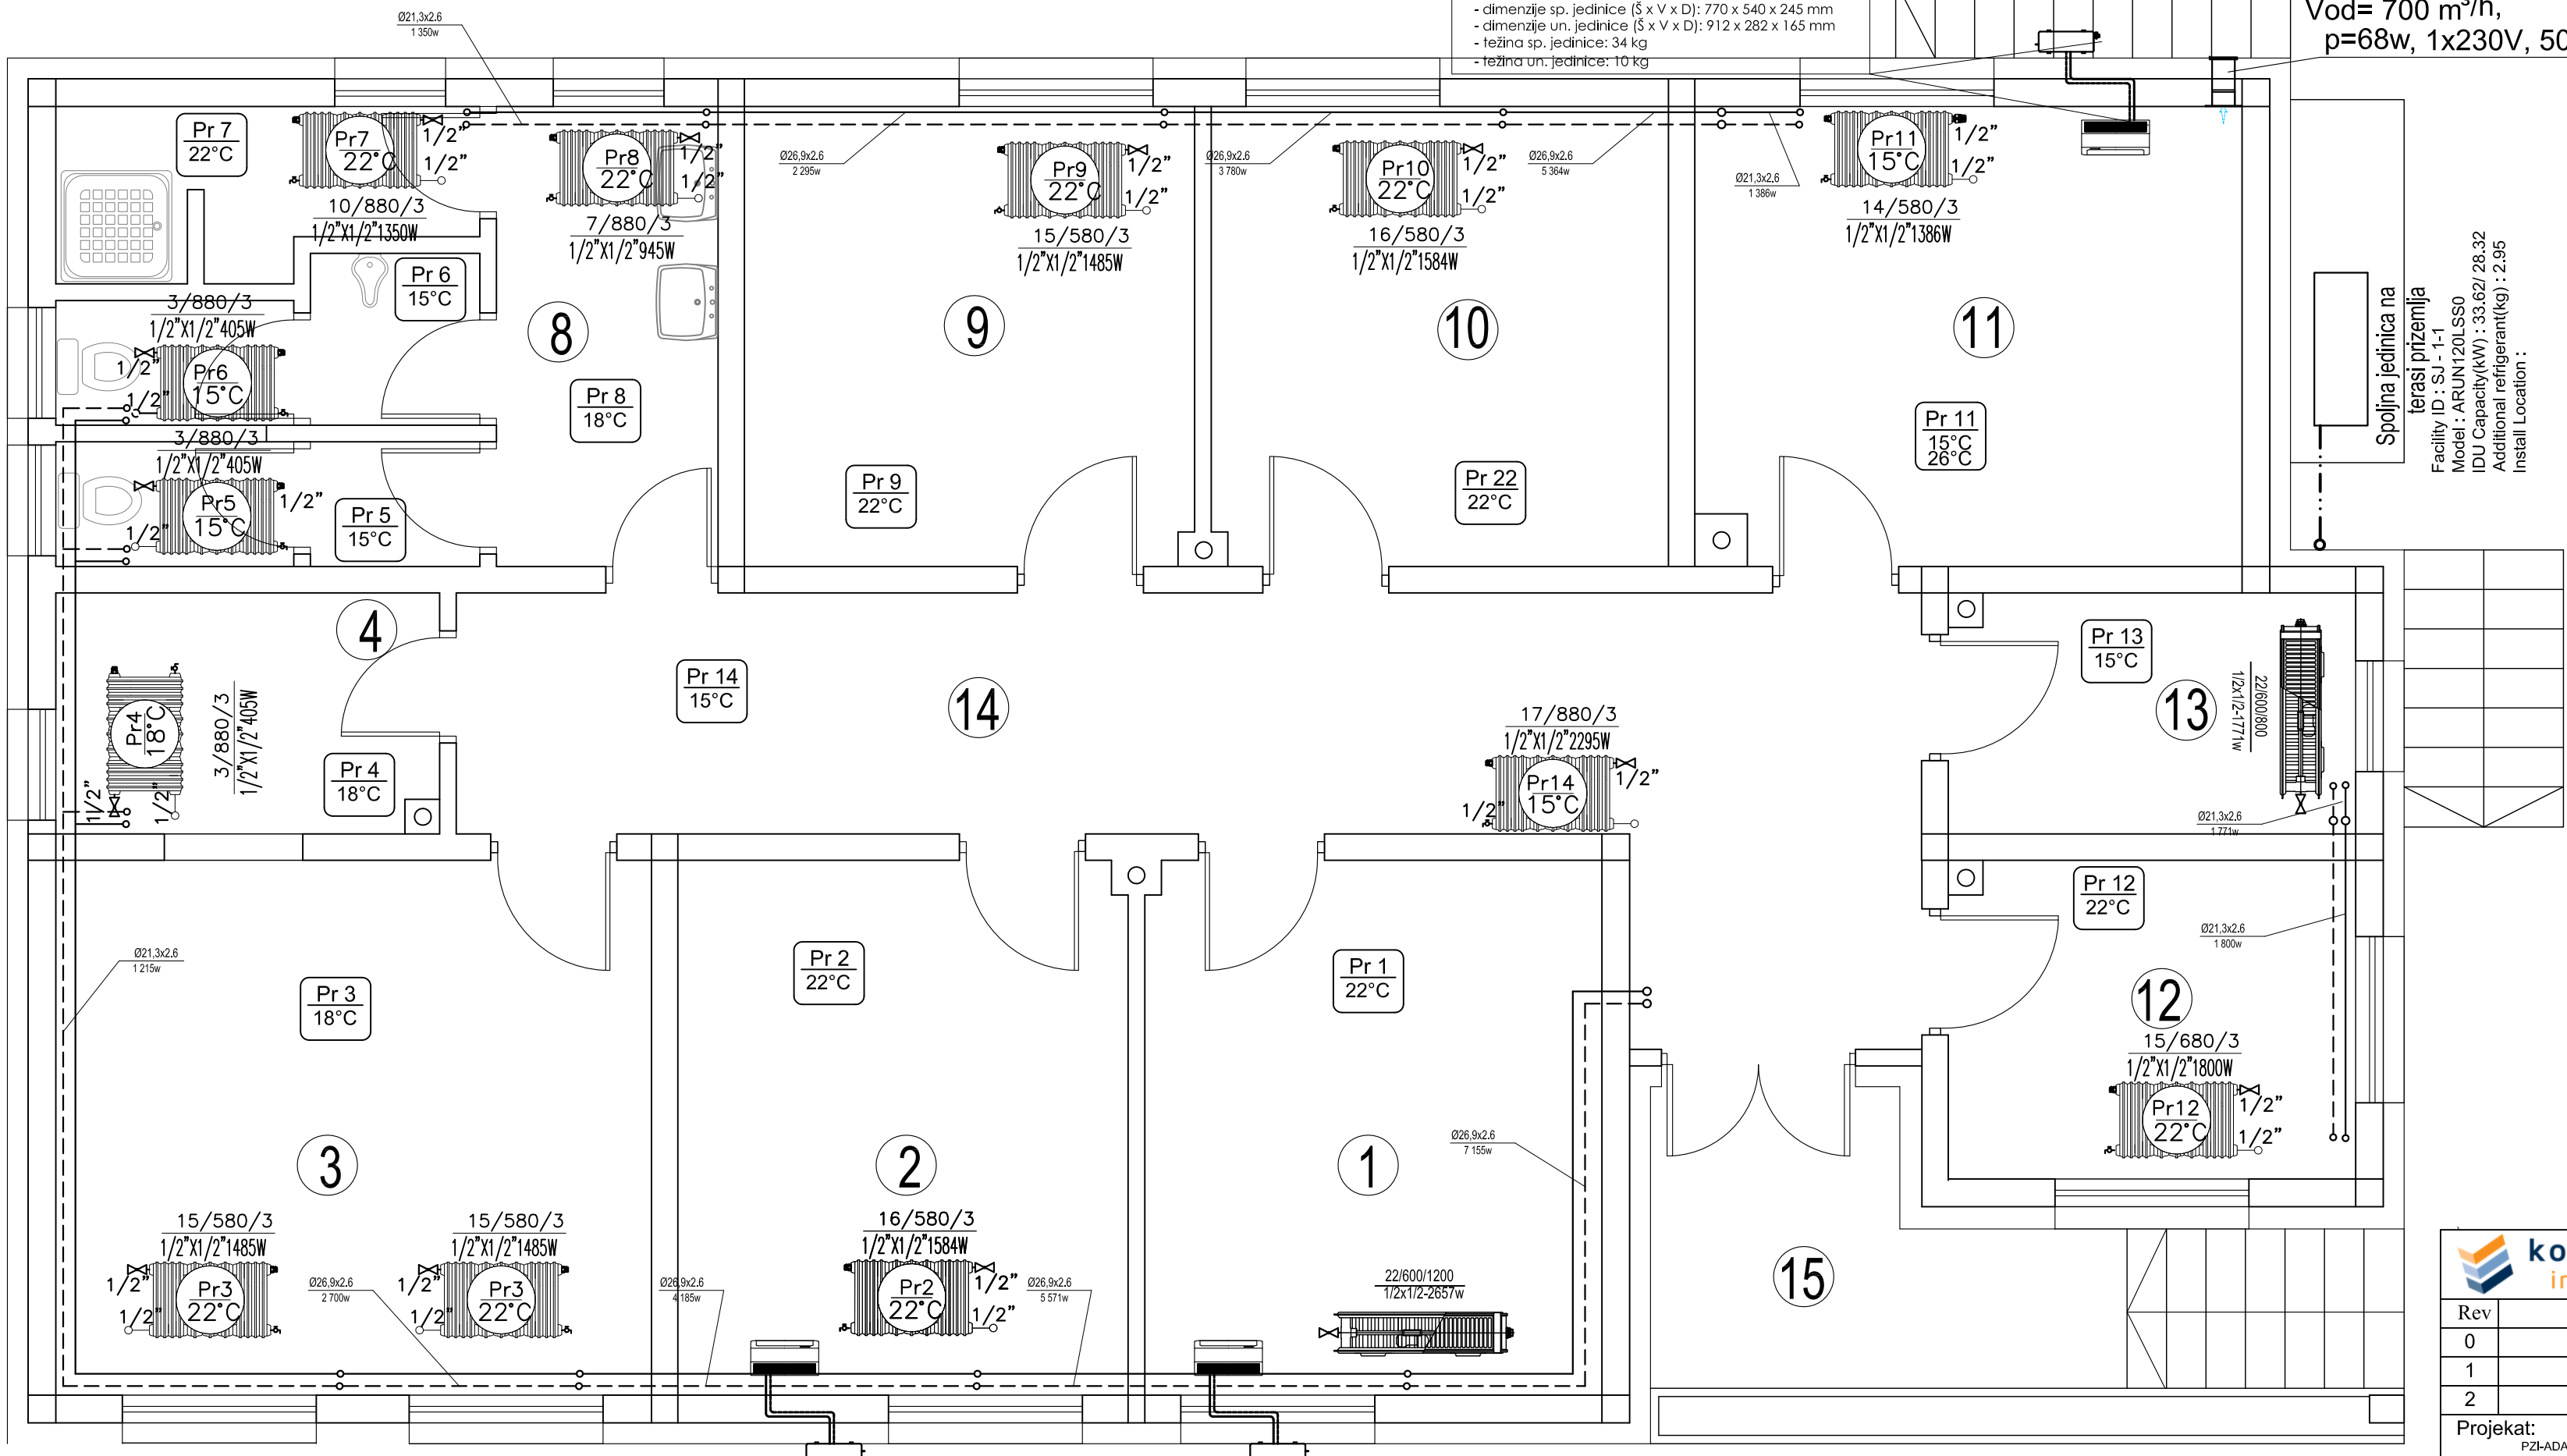 - dimenzije sp. jedinice (Š x V x D): 770 x 540 x 245 mm
- dimenzije un. jedinice (Š x V x D): 912 x 282 x 165 mm
- težina sp. jedinice: 34 kg
- težina un. jedinice: 10 kg
Vod= 700 m³/h,
p=68w, 1x230V, 50
Ø21,3x2.6
1 350w
Pr 7
22°C
Pr7
22°C
1/2”
1/2”
10/880/3
1/2”X1/2”1350W
Pr8
22°C
1/2”
1/2”
7/880/3
1/2”X1/2”945W
Ø26,9x2.6
2 295w
Pr9
22°C
1/2”
1/2”
15/580/3
1/2”X1/2”1485W
Ø26,9x2.6
3 780w
Pr10
22°C
1/2”
1/2”
16/580/3
1/2”X1/2”1584W
Ø26,9x2.6
5 364w
Ø21,3x2.6
1 386w
Pr11
15°C
1/2”
1/2”
14/580/3
1/2”X1/2”1386W
Pr 6
15°C
3/880/3
1/2”X1/2”405W
Pr6
15°C
1/2”
1/2”
8
9
10
11
Pr 8
18°C
Pr 11
15°C
26°C
Spoljna jedinica na
terasi prizemlja
Facility ID : SJ - 1-1
Model : ARUN120LSS0
IDU Capacity(kW) : 33.62/ 28.32
Additional refrigerant(kg) : 2.95
Install Location :
3/880/3
1/2”X1/2”405W
Pr5
15°C
1/2”
1/2”
Pr 5
15°C
Pr 9
22°C
Pr 22
22°C
4
Pr4
18°C
1/2”
1/2”
3/880/3
1/2”X1/2”405W
Pr 4
18°C
Pr 14
15°C
14
17/880/3
1/2”X1/2”2295W
Pr14
15°C
1/2”
1/2”
Pr 13
15°C
13
22/600/800
1/2x1/2-1771w
Ø21,3x2.6
1 771w
Pr 12
22°C
Ø21,3x2.6
1 800w
Ø21,3x2.6
1 215w
Pr 3
18°C
Pr 2
22°C
Pr 1
22°C
12
15/680/3
1/2”X1/2”1800W
Pr12
22°C
1/2”
1/2”
3
2
1
Ø26,9x2.6
7 155w
15/580/3
1/2”X1/2”1485W
Pr3
22°C
1/2”
1/2”
Ø26,9x2.6
2 700w
15/580/3
1/2”X1/2”1485W
Pr3
22°C
1/2”
1/2”
Ø26,9x2.6
4 185w
16/580/3
1/2”X1/2”1584W
Pr2
22°C
1/2”
1/2”
Ø26,9x2.6
5 571w
22/600/1200
1/2x1/2-2657w
15
ko
in
Rev
0
1
2
Projekat:
PZI-ADA